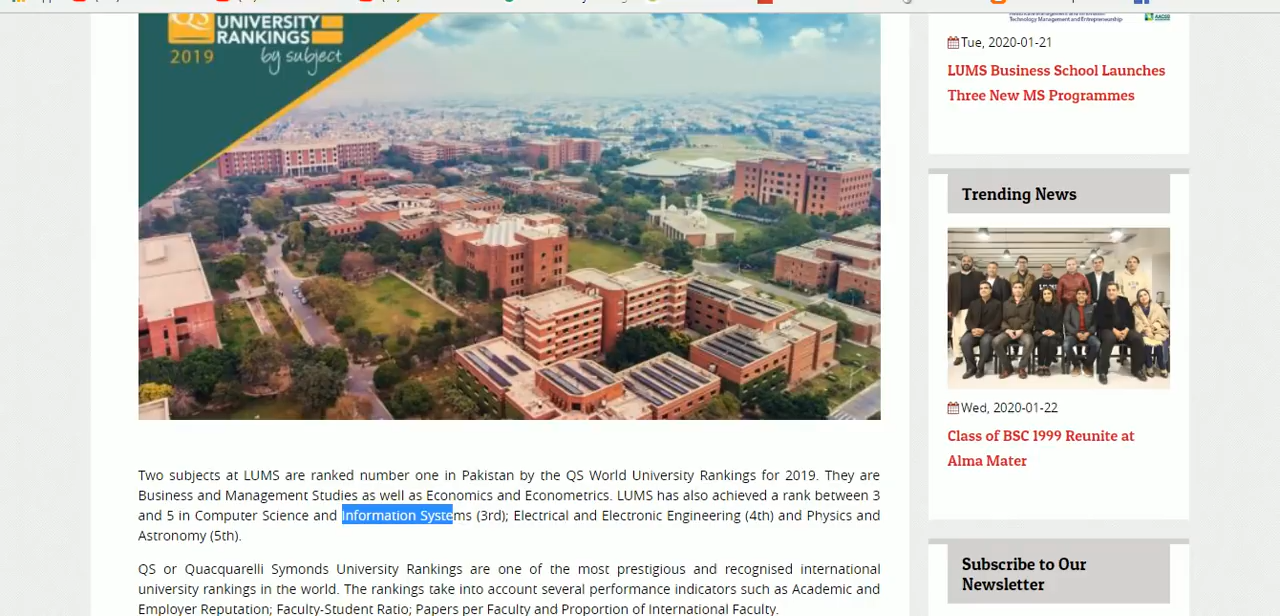 QS
UNIVERSITY
RANKINGS
2019 by subject
Two subjects at LUMS are ranked number one in Pakistan by the QS World University Rankings for 2019. They are
Business and Management Studies as well as Economics and Econometrics. LUMS has also achieved a rank between 3
and 5 in Computer Science and Information Systems (3rd); Electrical and Electronic Engineering (4th) and Physics and
Astronomy (5th).
QS or Quacquarelli Symonds University Rankings are one of the most prestigious and recognised international
university rankings in the world. The rankings take into account several performance indicators such as Academic and
Employer Reputation; Faculty-Student Ratio; Papers per Faculty and Proportion of International Faculty.
Technology Management and Entrepreneurship
AACSB
Tue, 2020-01-21
LUMS Business School Launches
Three New MS Programmes
Trending News
Wed, 2020-01-22
Class of BSC 1999 Reunite at
Alma Mater
Subscribe to Our
Newsletter